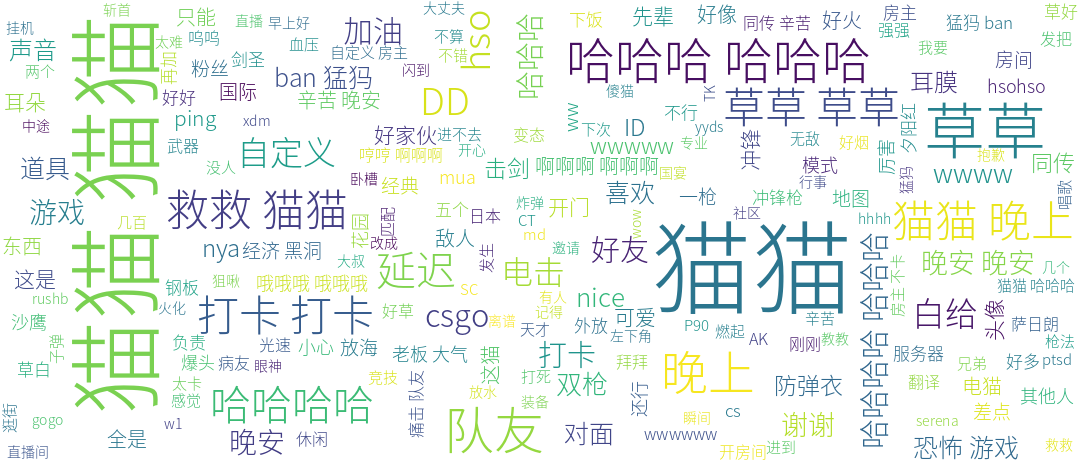 挂机
斩首
好像
草好
大丈夫
下饭
先辈
同传 辛苦
好火
房主
猛犸 ban
只能
直播
早上好
加油
hso
强强
发把
声音
呜呜
太难
血压
自定义 房主
不算
不错
哈哈哈
哈哈哈 哈哈哈
我要
房间
两个
猫
再加
粉丝
剑圣
ban 猛犸
闪到
傻猫
TK
耳膜
hsohso
耳朵
好好
国际
辛苦 晚安
DD
ww
不行
草草 草草
草草
夕阳红
中途
猫
ping
xdm
好家伙
进不去
变态
下次
ID
yyds
无敌
好烟
厉害
抱歉
武器
没人
自定义
哼哼 啊啊啊
开心
wwwww
专业
冲锋
模式
同传
道具
击剑
啊啊啊 啊啊啊
国宴
行事
猛犸
wwww
卧槽
经典
mua
喜欢
一枪
冲锋枪
地图
唱歌
游戏
几百
救救 猫猫
匹配
五个
日本
炸弹
CT
开门
wow
社区
hhhh
猫猫 晚上
东西
猫
nya
经济 黑洞
花园
改成
敌人
发生
md
邀请
好友
猫猫
哈哈哈
晚安 晚安
几个
这是
钢板
狙啾
大叔
哦哦哦 哦哦哦
延迟
电击
sc
有人
房主 不卡
猫猫 哈哈哈
rushb
火化
打卡 打卡
好草
csgo
离谱
nice
记得
可爱
P90
辛苦
白给
头像
萨日朗
沙鹰
子弹
负责
光速
小心
放海
天才
外放
左下角
燃起
AK
刚刚
教教
枪法
草白
猫
爆头
病友
眼神
老板 大气
这猫
打卡
拜拜
哈哈哈哈
服务器
兄弟
好多
ptsd
太卡
感觉
竞技
打死
双枪
晚上
防弹衣
翻译
电猫
其他人
逛街
gogo
哈哈哈哈
痛击 队友
放水
装备
还行
瞬间
cs
谢谢
差点
serena
直播间
全是
w1
晚安
休闲
队友
对面
wwwwww
开房间
进到
恐怖 游戏
救救